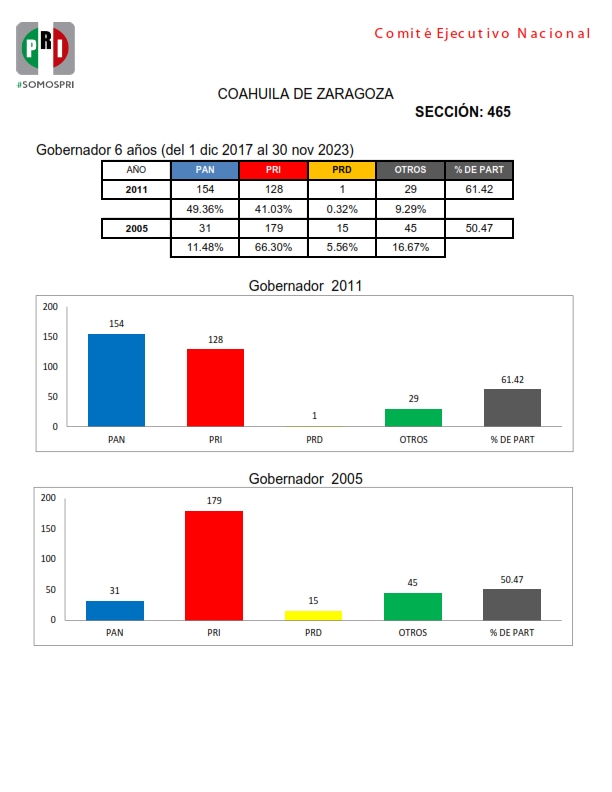 PRI
#SOMOSPRI
Comité Ejecutivo Nacional
COAHUILA DE ZARAGOZA
SECCIÓN: 465
Gobernador 6 años (del 1 dic 2017 al 30 nov 2023)
AÑO PAN PRI PRD OTROS % DE PART
2011 154 128 1 29 61.42
49.36% 41.03% 0.32% 9.29%
2005 31 179 15 45 50.47
11.48% 66.30% 5.56% 16.67%
Gobernador 2011
200
150
100
50
0
154
128
1
29
61.42
PAN PRI PRD OTROS % DE PART
Gobernador 2005
200
150
100
50
0
31
179
15
45
50.47
PAN PRI PRD OTROS % DE PART